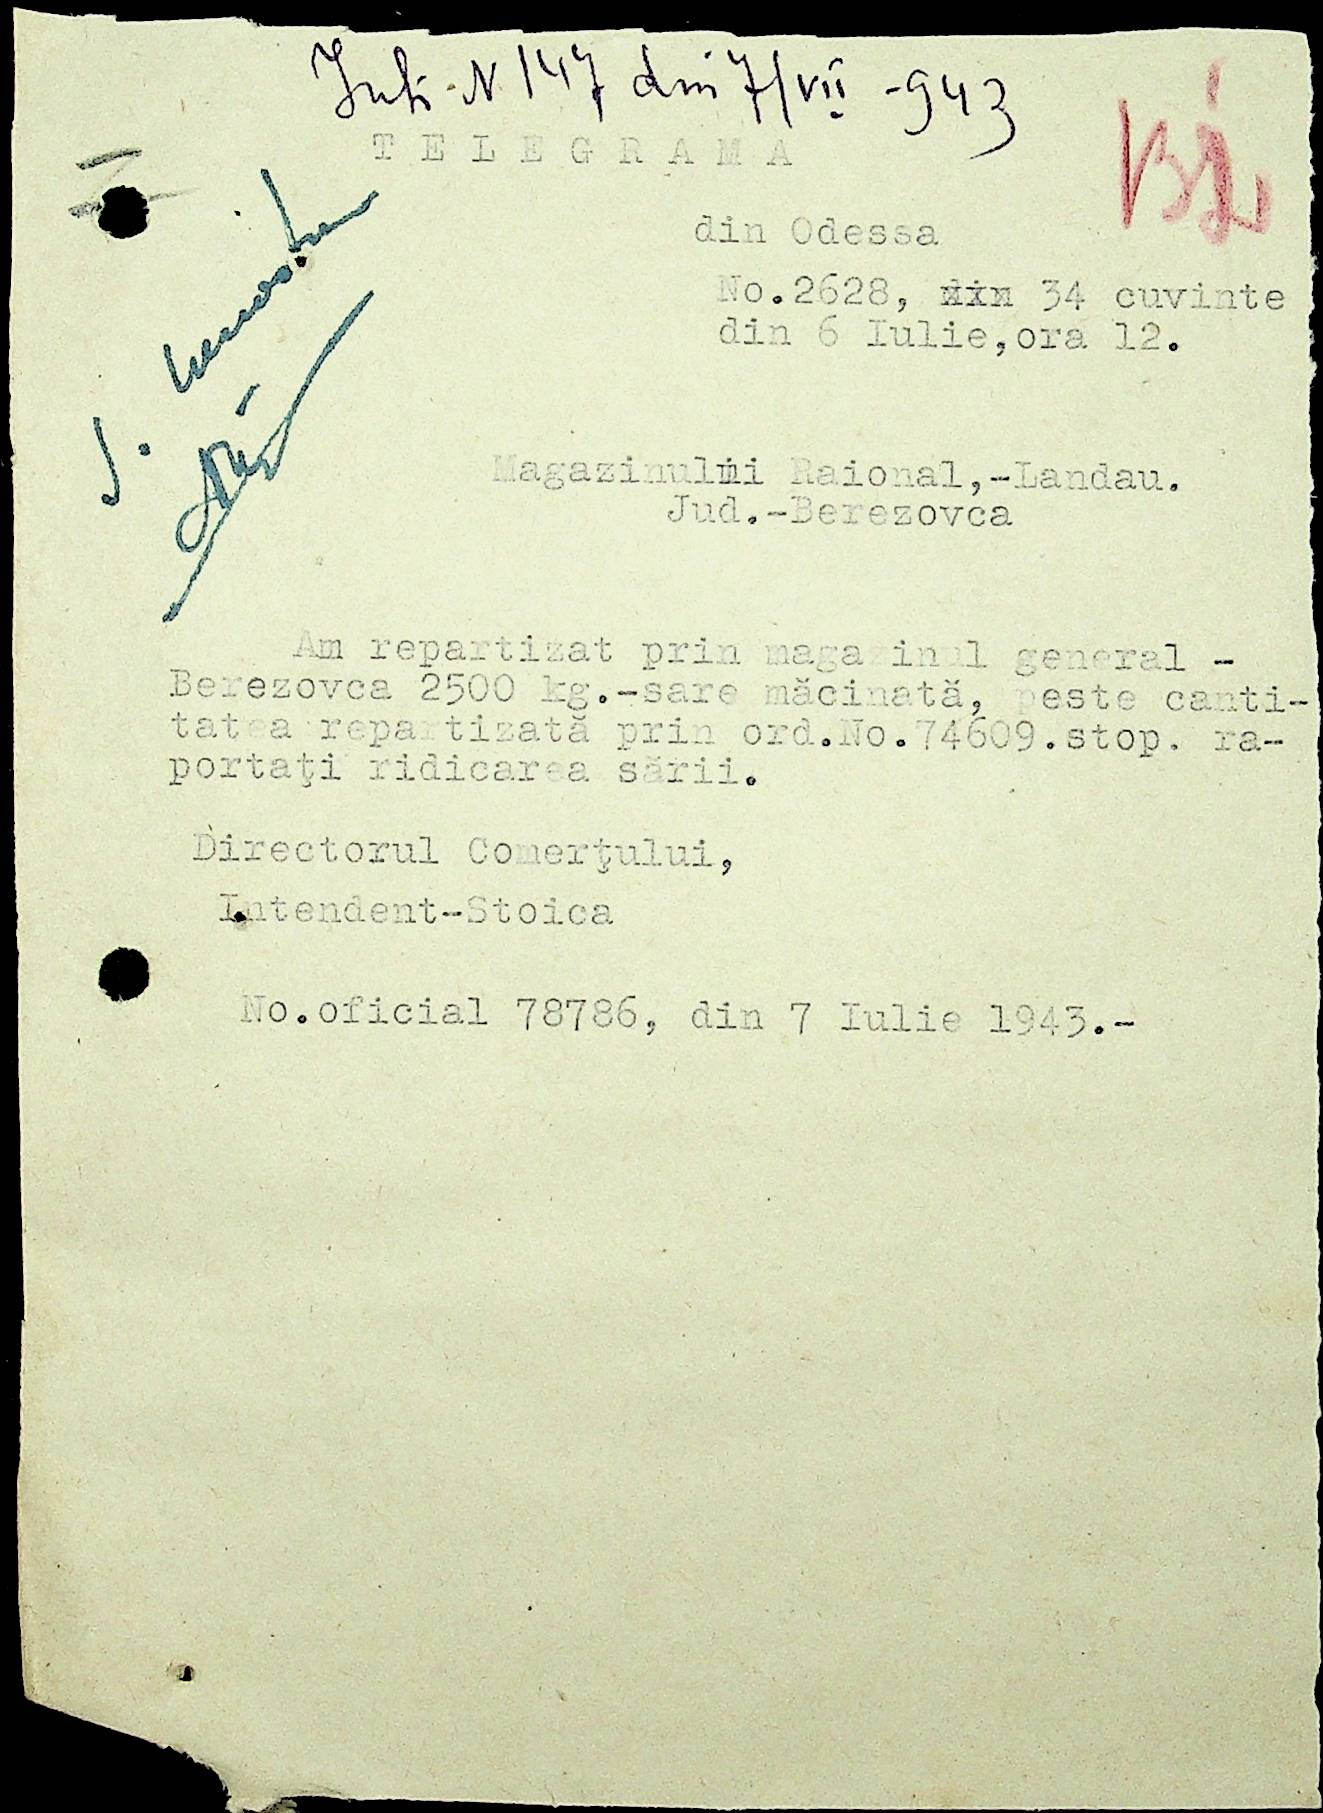 N 147 din 7/VII -943
TELEGRAMA
din Odessa
No.2628, din 34 cuvinte
din 6 Iulie,ora 12.
Magazinului Raional,-Landau.
Jud.-Berezovca
Am repartizat prin magazinul general -
Berezovca 2500 kg.-sare măcinată, peste canti-
tatea repartizată prin ord.No.74609.stop. ra-
portaţi ridicarea sării.
Directorul Comerţului,
Intendent-Stoica
No.oficial 78786, din 7 Iulie 1943.-